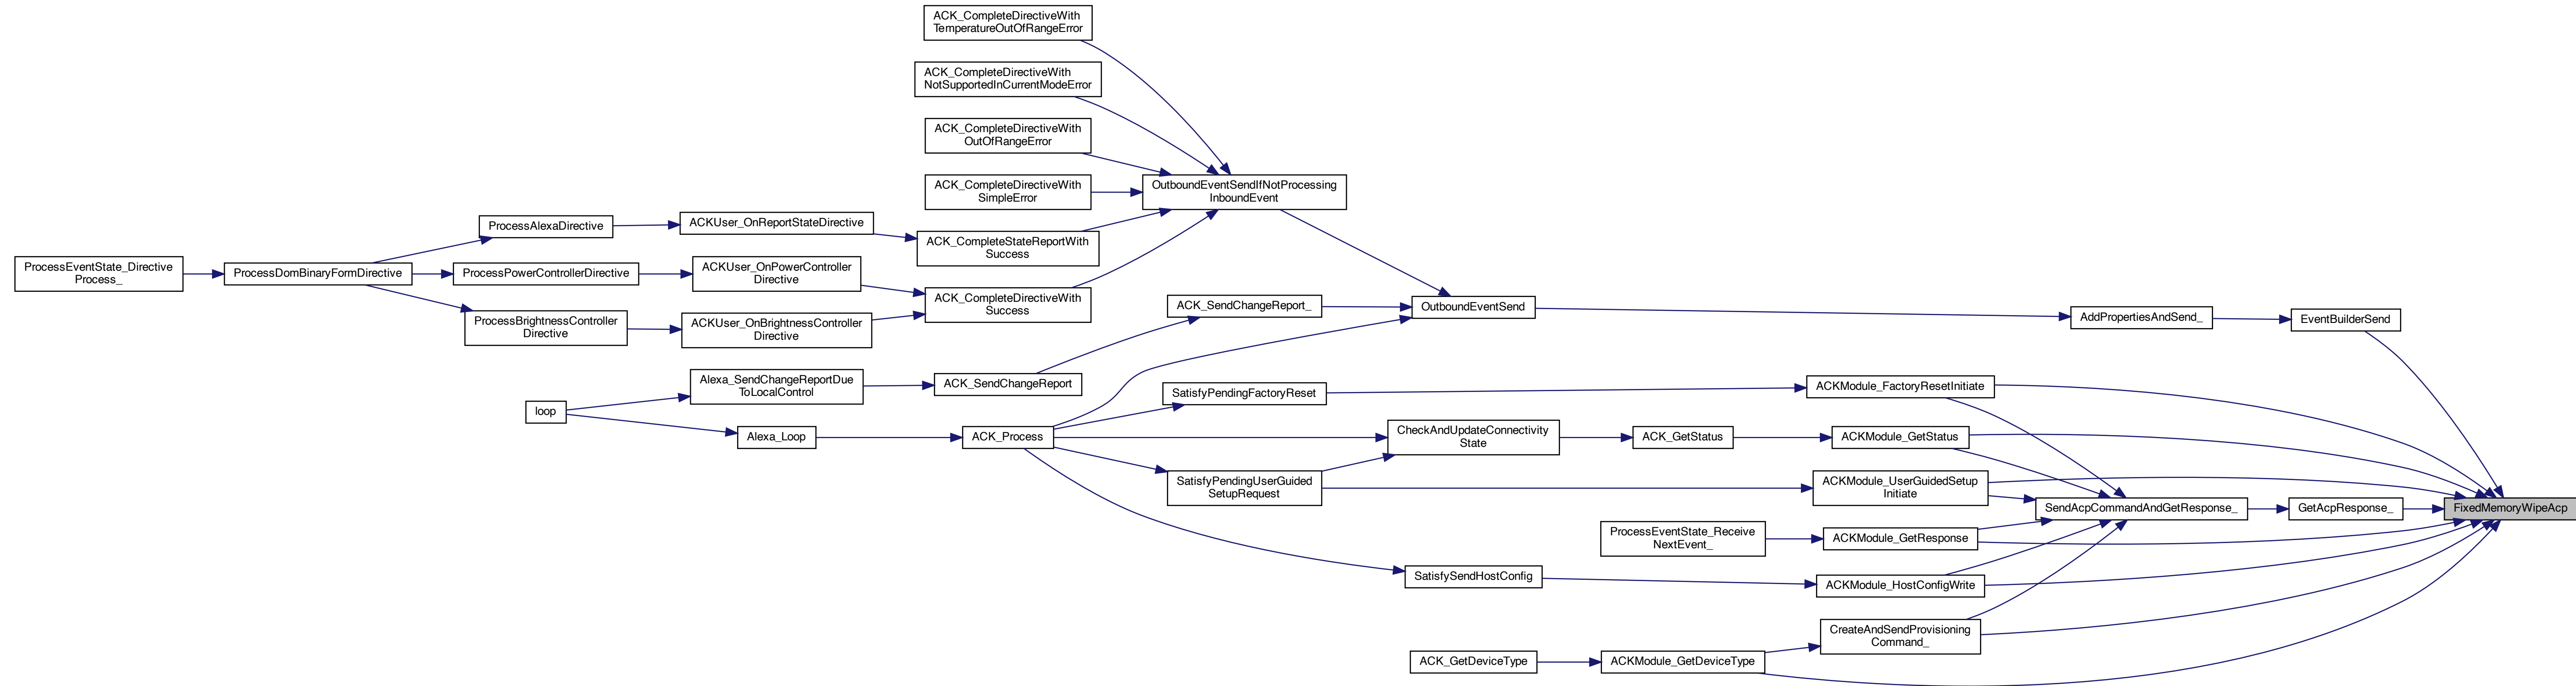 ACK_CompleteDirectiveWith
TemperatureOutOfRangeError
ACK_CompleteDirectiveWith
NotSupportedInCurrentModeError
ACK_CompleteDirectiveWith
OutOfRangeError
ACK_CompleteDirectiveWith
SimpleError
OutboundEventSendIfNotProcessing
InboundEvent
ProcessAlexaDirective
ACKUser_OnReportStateDirective
ACK_CompleteStateReportWith
Success
ProcessEventState_Directive
Process_
ProcessDomBinaryFormDirective
ProcessPowerControllerDirective
ACKUser_OnPowerController
Directive
ACK_CompleteDirectiveWith
Success
ProcessBrightnessController
Directive
ACKUser_OnBrightnessController
Directive
ACK_SendChangeReport_
OutboundEventSend
AddPropertiesAndSend_
EventBuilderSend
loop
Alexa_SendChangeReportDue
ToLocalControl
ACK_SendChangeReport
SatisfyPendingFactoryReset
ACKModule_FactoryResetInitiate
Alexa_Loop
ACK_Process
CheckAndUpdateConnectivity
State
ACK_GetStatus
ACKModule_GetStatus
SatisfyPendingUserGuided
SetupRequest
ACKModule_UserGuidedSetup
Initiate
SendAcpCommandAndGetResponse_
GetAcpResponse_
FixedMemoryWipeAcp
ProcessEventState_Receive
NextEvent_
ACKModule_GetResponse
SatisfySendHostConfig
ACKModule_HostConfigWrite
CreateAndSendProvisioning
Command_
ACK_GetDeviceType
ACKModule_GetDeviceType